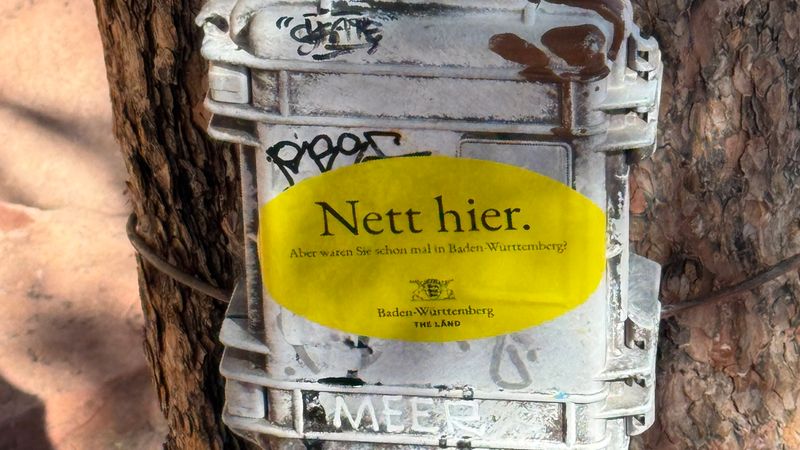 Nett hier.
Aber waren Sie schon mal in Baden-Württemberg?
Baden-Württemberg
THE LÄND
MEER